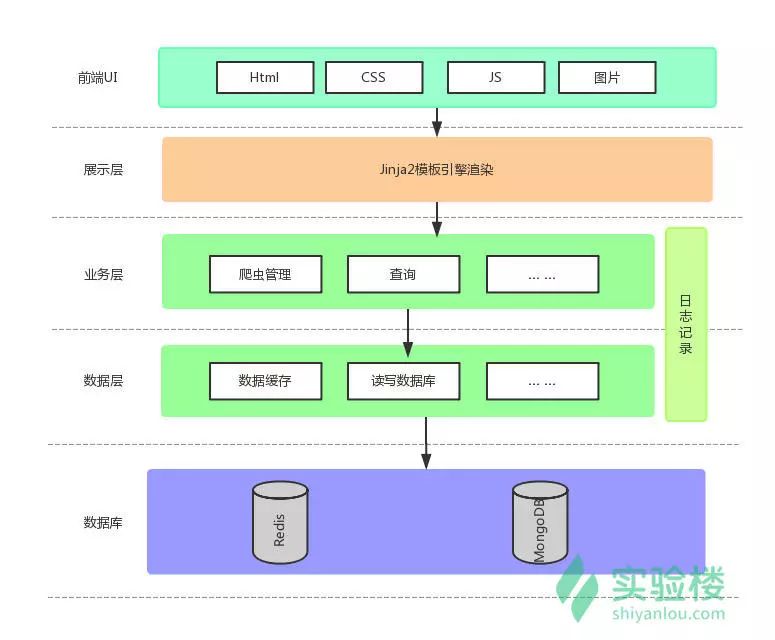 前端UI
Html
CSS
JS
图片
展示层
Jinja2模板引擎渲染
业务层
爬虫管理
查询
... ...
日志记录
数据层
数据缓存
读写数据库
... ...
数据库
Redis
MongoDB
实验楼
shiyanlou.com